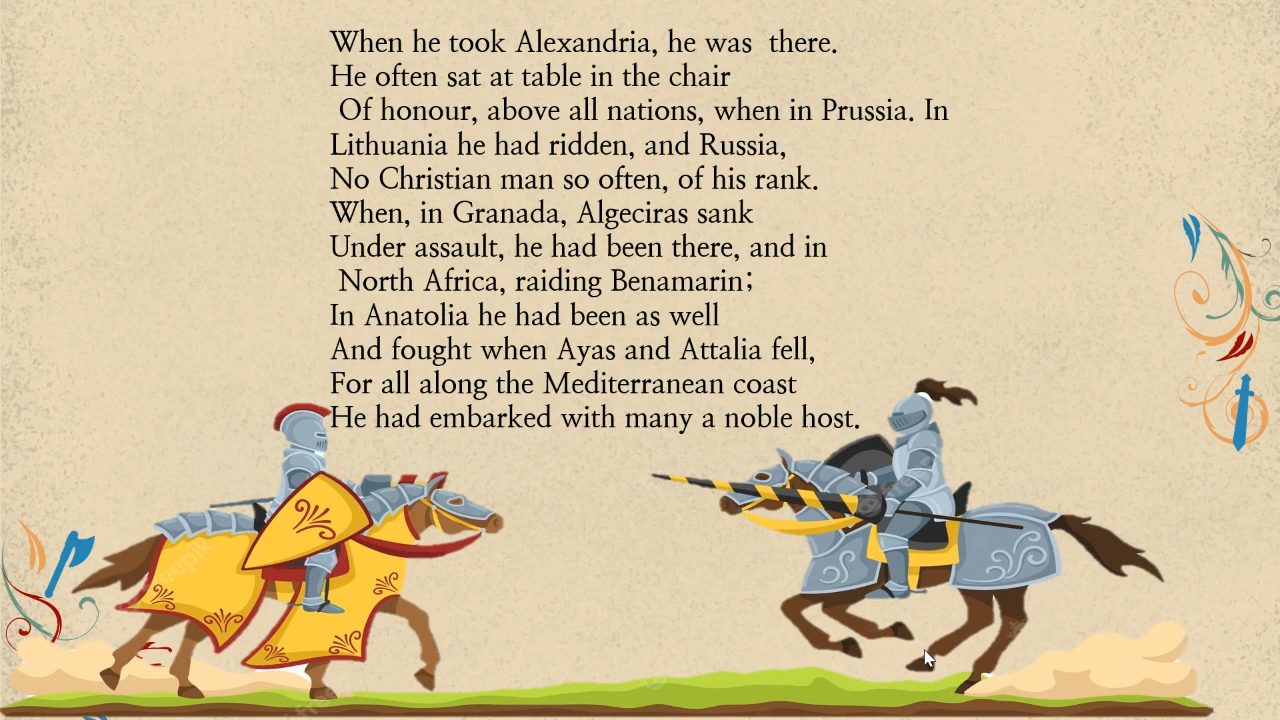 When he took Alexandria, he was  there.
He often sat at table in the chair
Of honour, above all nations, when in Prussia. In
Lithuania he had ridden, and Russia,
No Christian man so often, of his rank.
When, in Granada, Algeciras sank
Under assault, he had been there, and in
North Africa, raiding Benamarin;
In Anatolia he had been as well
And fought when Ayas and Attalia fell,
For all along the Mediterranean coast
He had embarked with many a noble host.
freepik